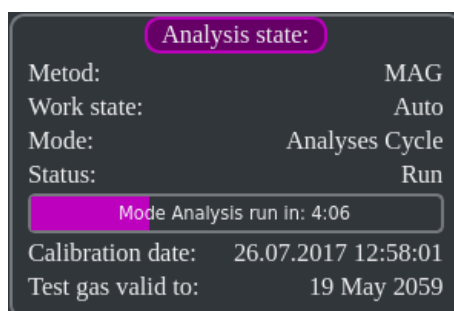 Analysis state:
Metod: MAG
Work state: Auto
Mode: Analyses Cycle
Status: Run
Mode Analysis run in: 4:06
Calibration date: 26.07.2017 12:58:01
Test gas valid to: 19 May 2059